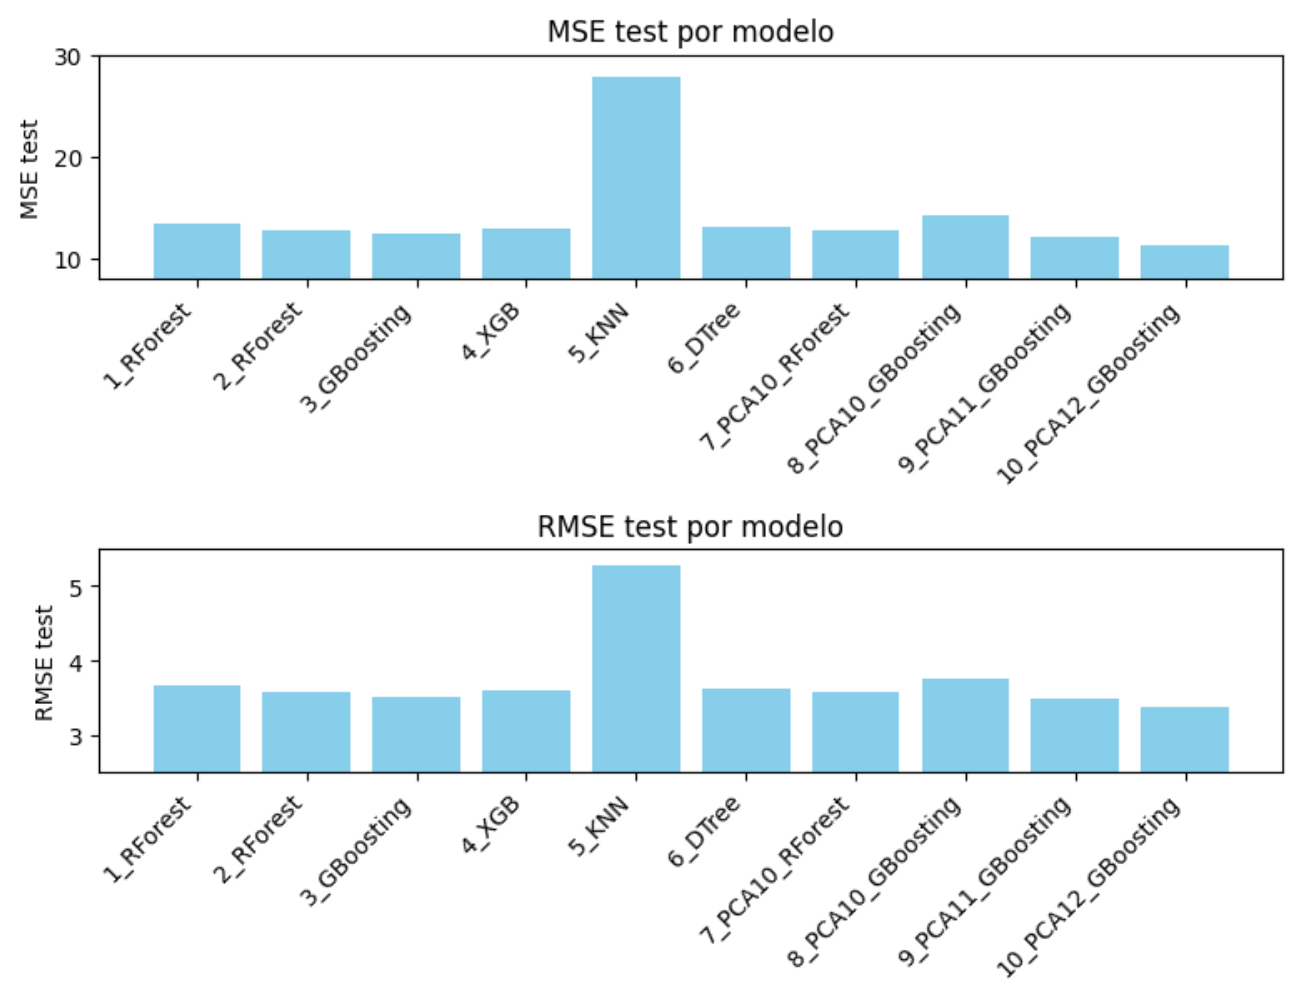 MSE test por modelo
MSE test
30
20
10
1_RForest
2_RForest
3_GBoosting
4_XGB
5_KNN
6_DTree
7_PCA10_RForest
8_PCA10_GBoosting
9_PCA11_GBoosting
10_PCA12_GBoosting
RMSE test por modelo
RMSE test
5
4
3
1_RForest
2_RForest
3_GBoosting
4_XGB
5_KNN
6_DTree
7_PCA10_RForest
8_PCA10_GBoosting
9_PCA11_GBoosting
10_PCA12_GBoosting